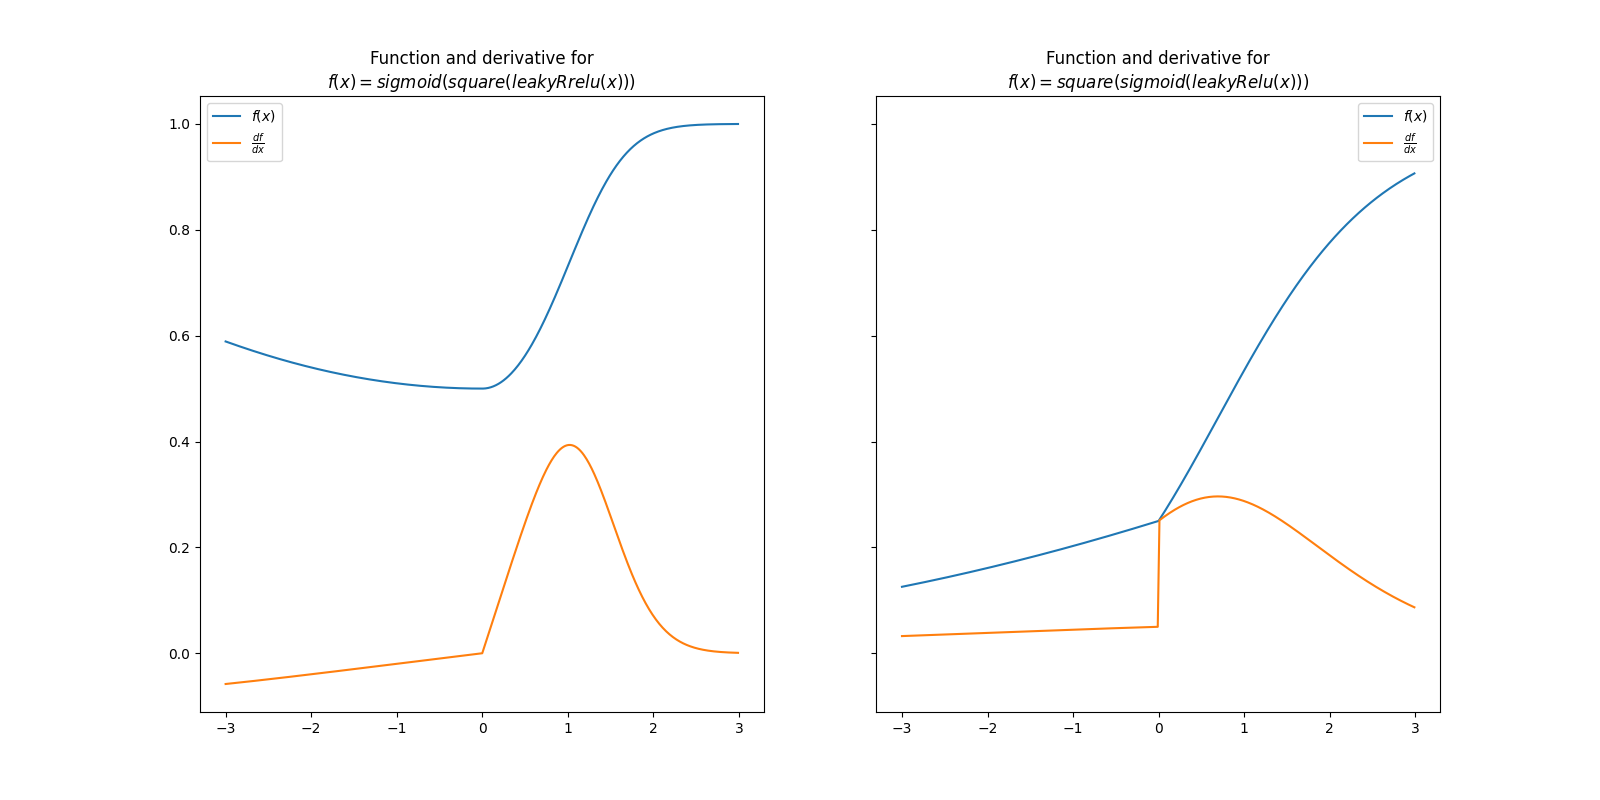 Function and derivative for
f(x) = sigmoid(square(leakyRrelu(x)))
f(x)
df
dx
1.0
0.8
0.6
0.4
0.2
0.0
−3 −2 −1 0 1 2 3
Function and derivative for
f(x) = square(sigmoid(leakyRelu(x)))
f(x)
df
dx
−3 −2 −1 0 1 2 3